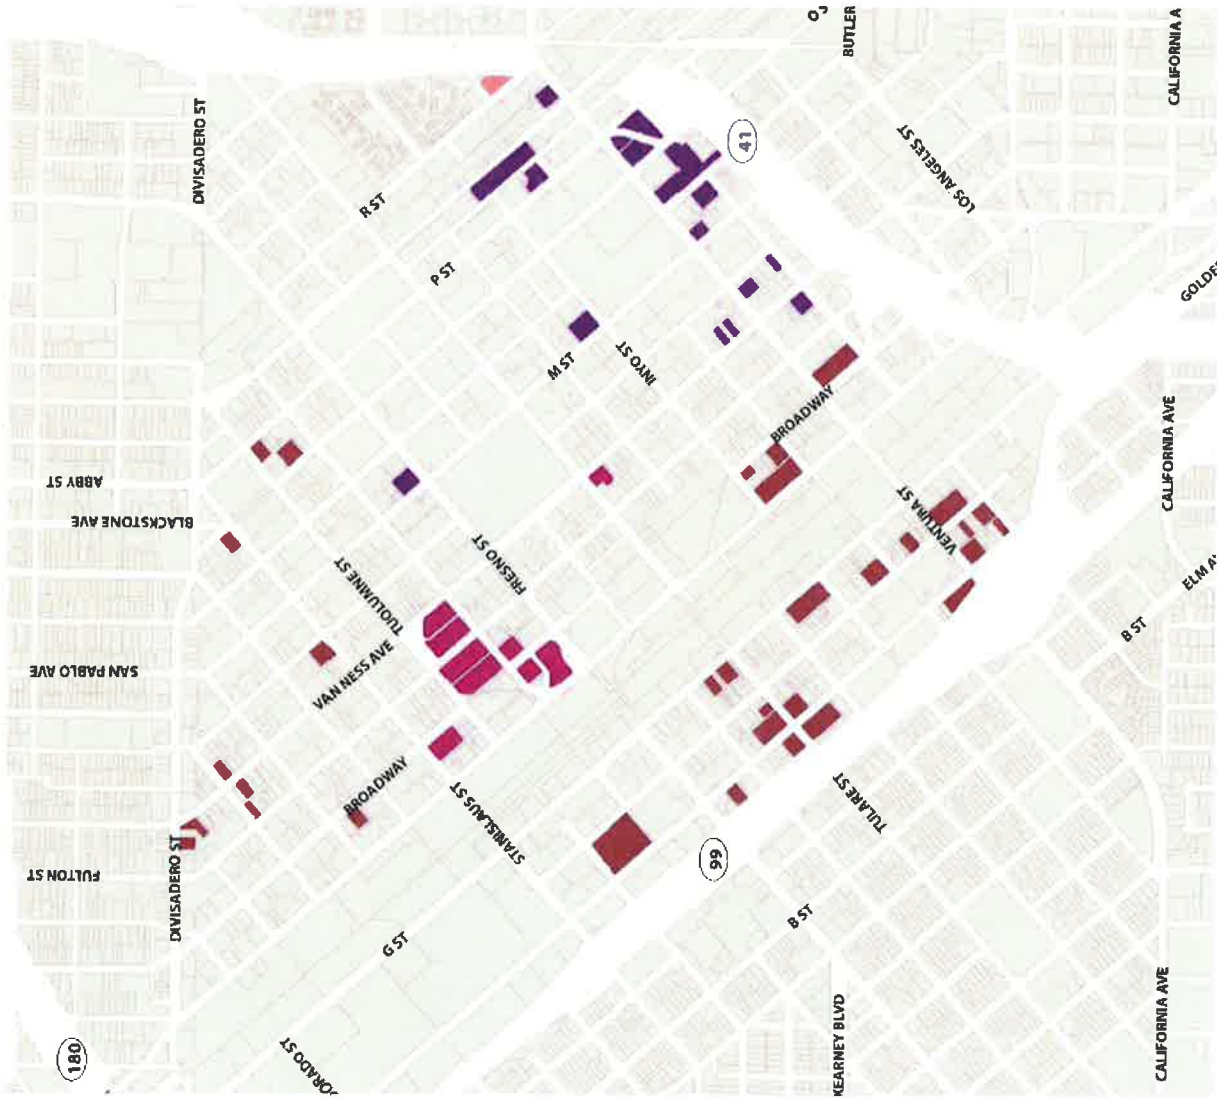 BUTLER
CALIFORNIA A
DIVISADERO ST
41
LOS ANGELES ST
R ST
P ST
GOLDE
INYO ST
M ST
BROADWAY
ABBY ST
BLACKSTONE AVE
CALIFORNIA AVE
VENTURA ST
FRESNO ST
TUOLUMNE ST
ELM A
B ST
SAN PABLO AVE
VAN NESS AVE
BROADWAY
STANISLAUS ST
TULARE ST
99
FULTON ST
DIVISADERO ST
B ST
G ST
180
ORADO ST
KEARNEY BLVD
CALIFORNIA AVE